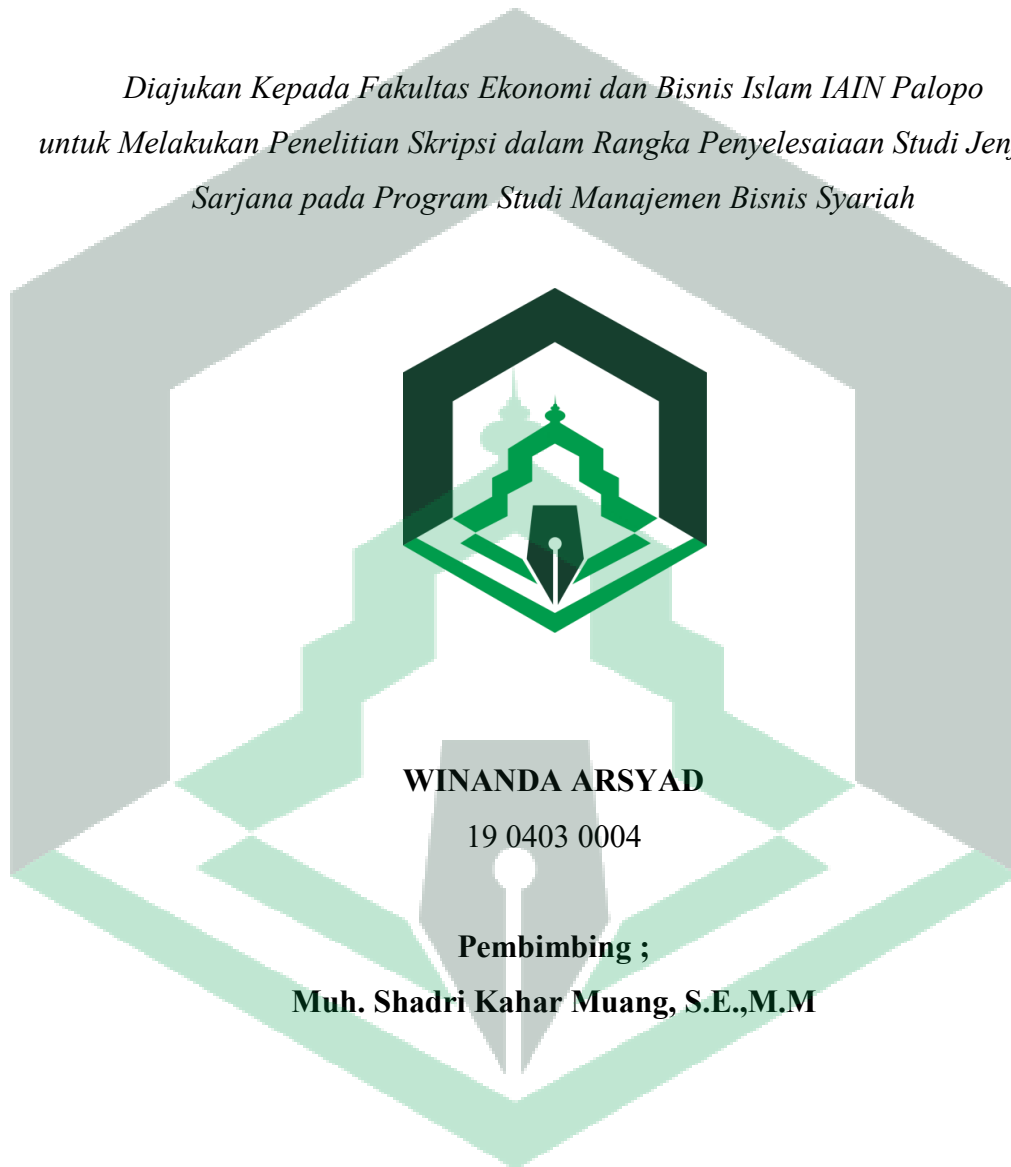 Diajukan Kepada Fakultas Ekonomi dan Bisnis Islam IAIN Palopo
untuk Melakukan Penelitian Skripsi dalam Rangka Penyelesaiaan Studi
Sarjana pada Program Studi Manajemen Bisnis Syariah
WINANDA ARSYAD
19 0403 0004
Pembimbing ;
Muh. Shadri Kahar Muang, S.E.,M.M